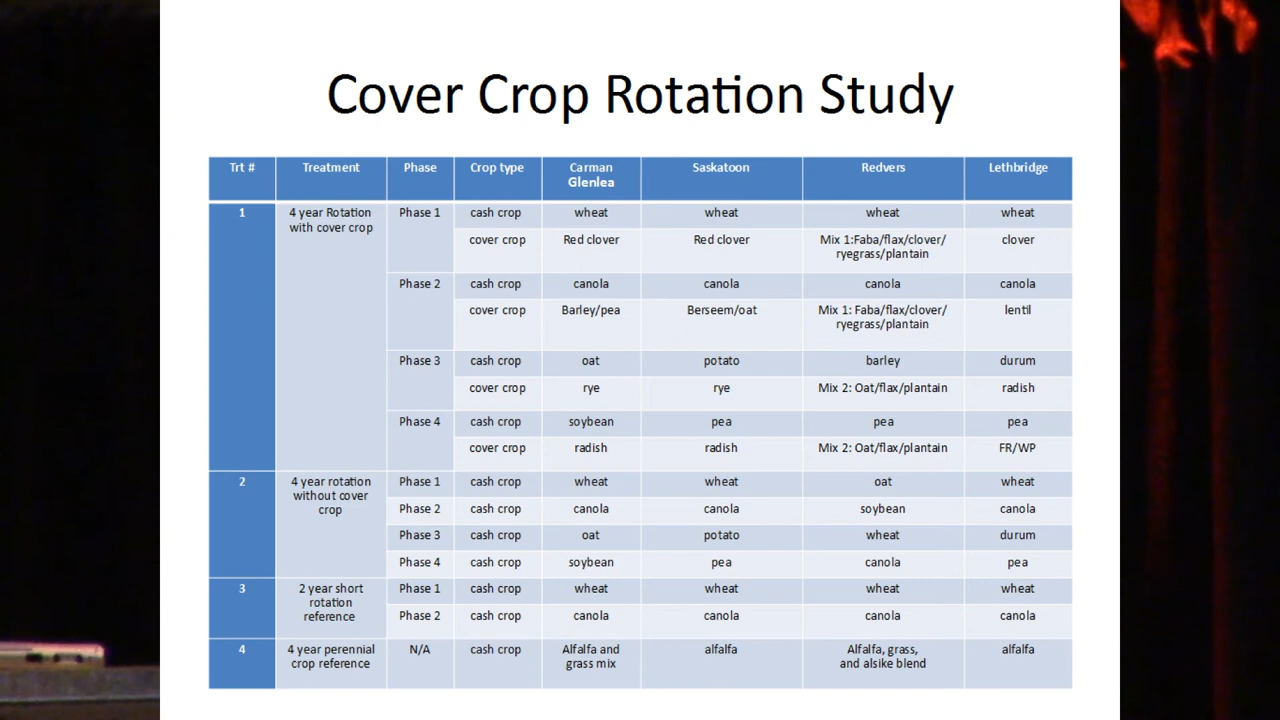 Cover Crop Rotation Study
Trt # Treatment Phase Crop type Carman Glenlea Saskatoon Redvers Lethbridge
1 4 year Rotation with cover crop Phase 1 cash crop wheat wheat wheat wheat
cover crop Red clover Red clover Mix 1:Faba/flax/clover/ ryegrass/plantain clover
Phase 2 cash crop canola canola canola canola
cover crop Barley/pea Berseem/oat Mix 1: Faba/flax/clover/ ryegrass/plantain lentil
Phase 3 cash crop oat potato barley durum
cover crop rye rye Mix 2: Oat/flax/plantain radish
Phase 4 cash crop soybean pea pea pea
cover crop radish radish Mix 2: Oat/flax/plantain FR/WP
2 4 year rotation without cover crop Phase 1 cash crop wheat wheat oat wheat
Phase 2 cash crop canola canola soybean canola
Phase 3 cash crop oat potato wheat durum
Phase 4 cash crop soybean pea canola pea
3 2 year short rotation reference Phase 1 cash crop wheat wheat wheat wheat
Phase 2 cash crop canola canola canola canola
4 4 year perennial crop reference N/A cash crop Alfalfa and grass mix alfalfa Alfalfa, grass, and alsike blend alfalfa